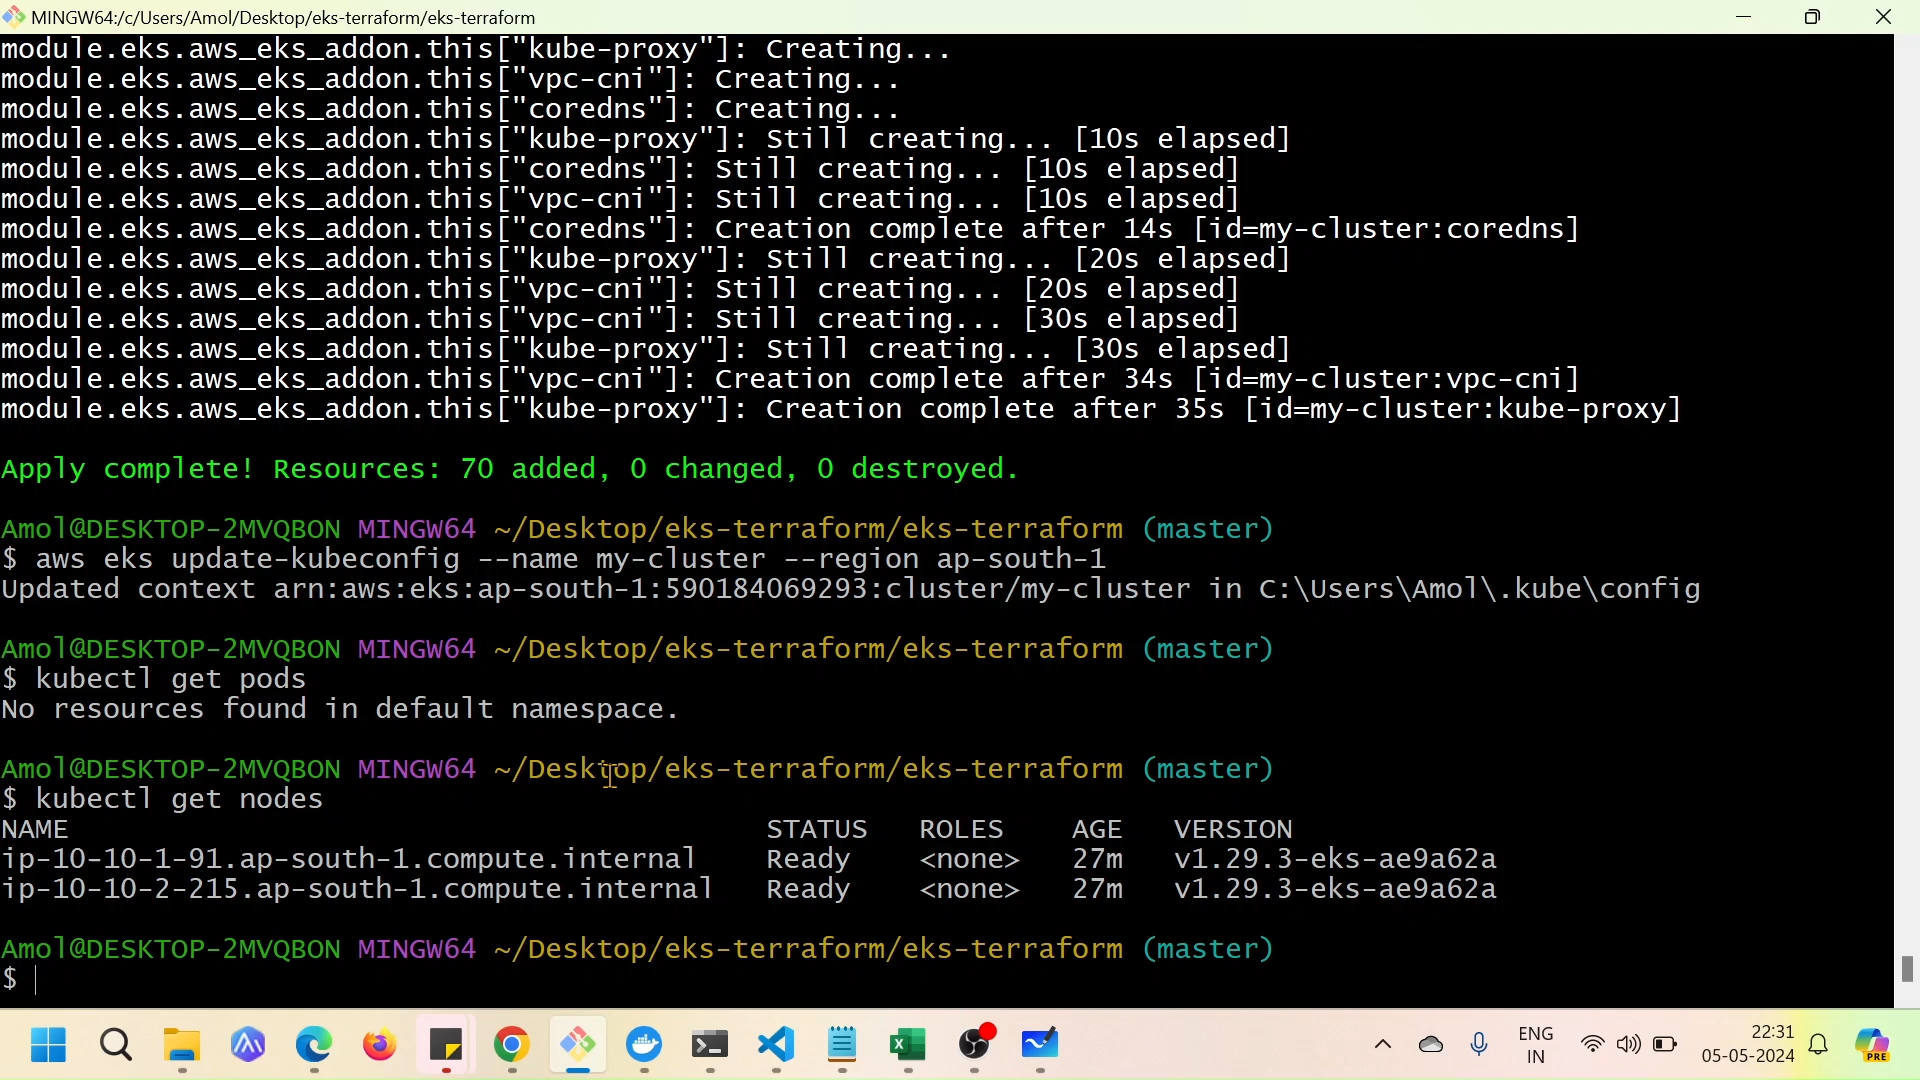 MINGW64:/c/Users/Amol/Desktop/eks-terraform/eks-terraform
module.eks.aws_eks_addon.this["kube-proxy"]: Creating...
module.eks.aws_eks_addon.this["vpc-cni"]: Creating...
module.eks.aws_eks_addon.this["coredns"]: Creating...
module.eks.aws_eks_addon.this["kube-proxy"]: Still creating... [10s elapsed]
module.eks.aws_eks_addon.this["coredns"]: Still creating... [10s elapsed]
module.eks.aws_eks_addon.this["vpc-cni"]: Still creating... [10s elapsed]
module.eks.aws_eks_addon.this["coredns"]: Creation complete after 14s [id=my-cluster:coredns]
module.eks.aws_eks_addon.this["kube-proxy"]: Still creating... [20s elapsed]
module.eks.aws_eks_addon.this["vpc-cni"]: Still creating... [20s elapsed]
module.eks.aws_eks_addon.this["vpc-cni"]: Still creating... [30s elapsed]
module.eks.aws_eks_addon.this["kube-proxy"]: Still creating... [30s elapsed]
module.eks.aws_eks_addon.this["vpc-cni"]: Creation complete after 34s [id=my-cluster:vpc-cni]
module.eks.aws_eks_addon.this["kube-proxy"]: Creation complete after 35s [id=my-cluster:kube-proxy]
Apply complete! Resources: 70 added, 0 changed, 0 destroyed.
Amol@DESKTOP-2MVQBON MINGW64 ~/Desktop/eks-terraform/eks-terraform (master)
$ aws eks update-kubeconfig --name my-cluster --region ap-south-1
Updated context arn:aws:eks:ap-south-1:590184069293:cluster/my-cluster in C:\Users\Amol\.kube\config
Amol@DESKTOP-2MVQBON MINGW64 ~/Desktop/eks-terraform/eks-terraform (master)
$ kubectl get pods
No resources found in default namespace.
Amol@DESKTOP-2MVQBON MINGW64 ~/Desktop/eks-terraform/eks-terraform (master)
$ kubectl get nodes
NAME STATUS ROLES AGE VERSION
ip-10-10-1-91.ap-south-1.compute.internal Ready <none> 27m v1.29.3-eks-ae9a62a
ip-10-10-2-215.ap-south-1.compute.internal Ready <none> 27m v1.29.3-eks-ae9a62a
Amol@DESKTOP-2MVQBON MINGW64 ~/Desktop/eks-terraform/eks-terraform (master)
$
ENG
IN
22:31
05-05-2024
PRE